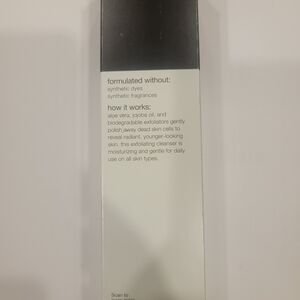 formulated without:
synthetic dyes
synthetic fragrances
how it works:
aloe vera, jojoba oil, and
biodegradable exfoliators gently
polish away dead skin cells to
reveal radiant, younger-looking
skin. this exfoliating cleanser is
moisturizing and gentle for daily
use on all skin types.
Scan to